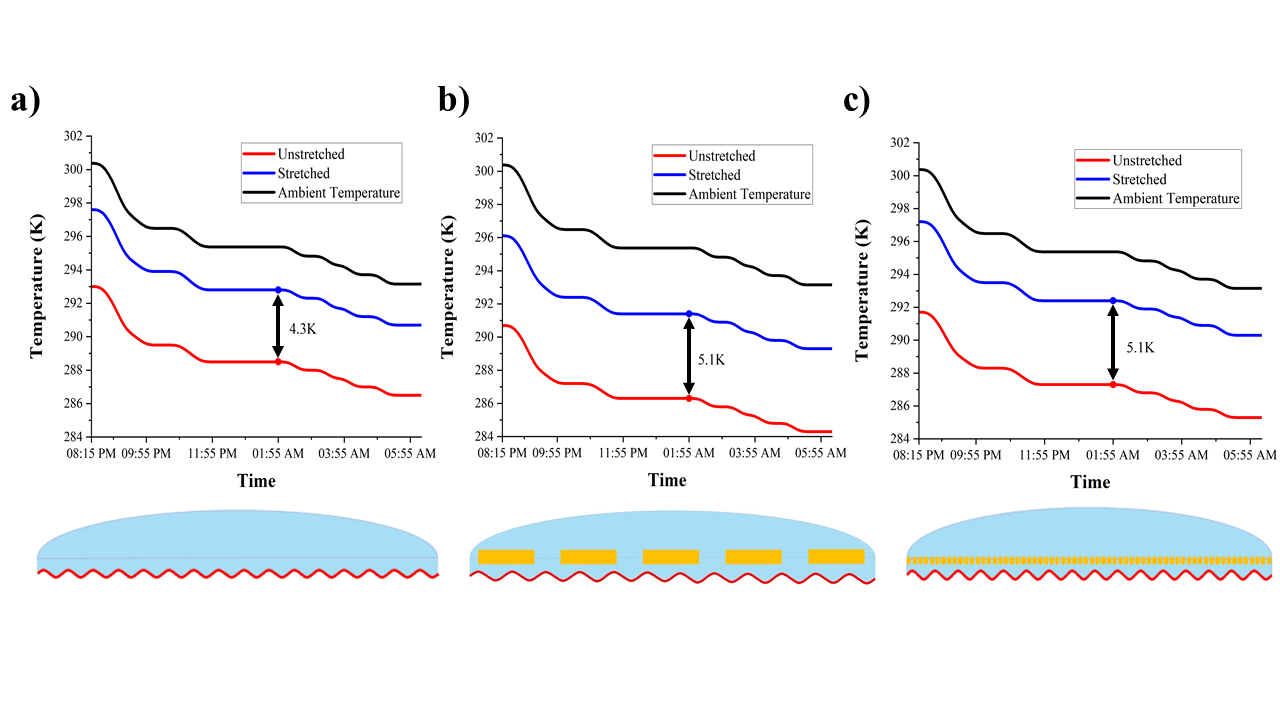 a)
302
300
298
296
294
292
290
288
286
284
Temperature (K)
Unstretched
Stretched
Ambient Temperature
4.3K
08:15 PM 09:55 PM 11:55 PM 01:55 AM 03:55 AM 05:55 AM
Time
b)
302
300
298
296
294
292
290
288
286
284
Temperature (K)
Unstretched
Stretched
Ambient Temperature
5.1K
08:15 PM 09:55 PM 11:55 PM 01:55 AM 03:55 AM 05:55 AM
Time
c)
302
300
298
296
294
292
290
288
286
284
Temperature (K)
Unstretched
Stretched
Ambient Temperature
5.1K
08:15 PM 09:55 PM 11:55 PM 01:55 AM 03:55 AM 05:55 AM
Time